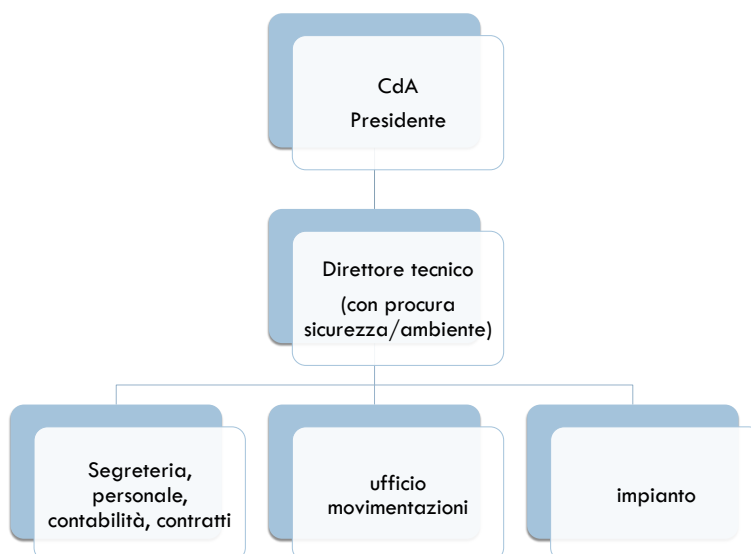 CdA
Presidente
Direttore tecnico
(con procura
sicurezza/ambiente)
Segreteria,
personale,
contabilità, contratti
ufficio
movimentazioni
impianto